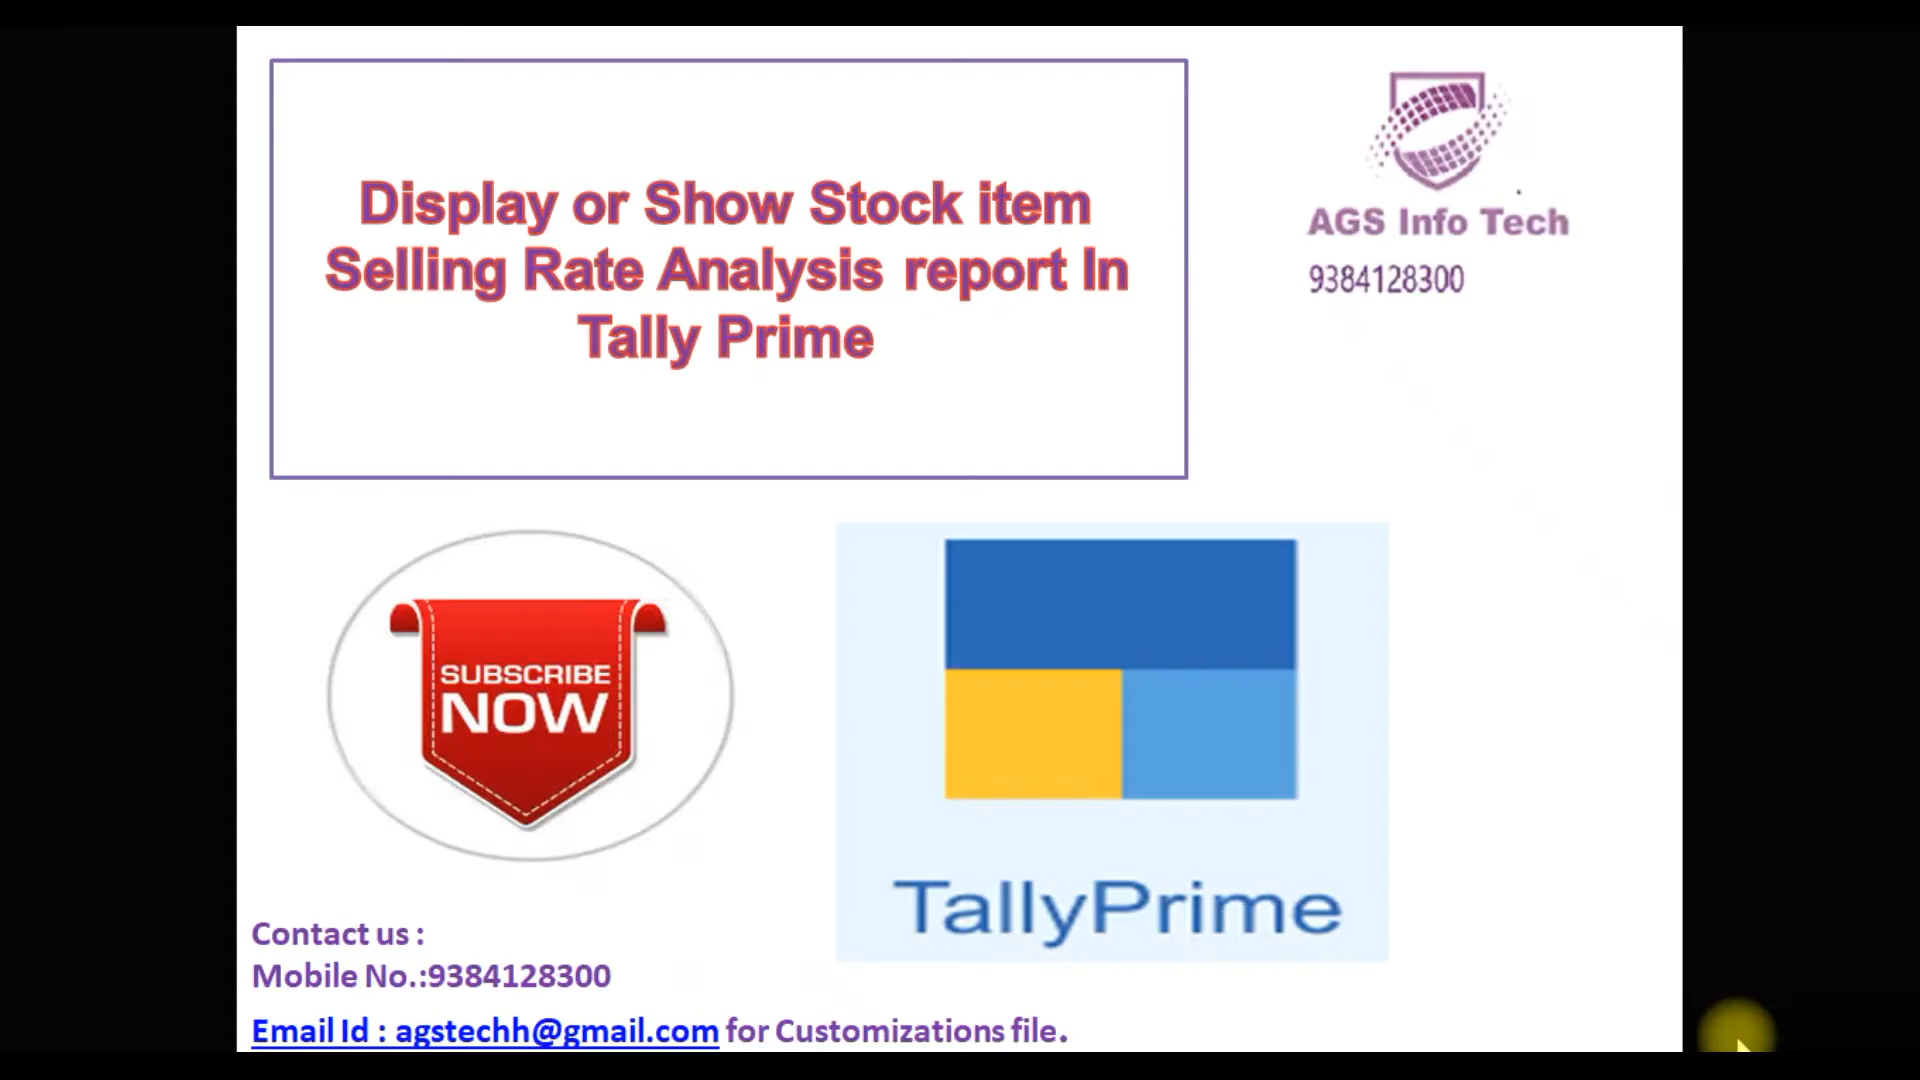 Display or Show Stock item
Selling Rate Analysis report In
Tally Prime
AGS Info Tech
9384128300
SUBSCRIBE
NOW
TallyPrime
Contact us :
Mobile No.:9384128300
Email Id : agstechh@gmail.com for Customizations file.